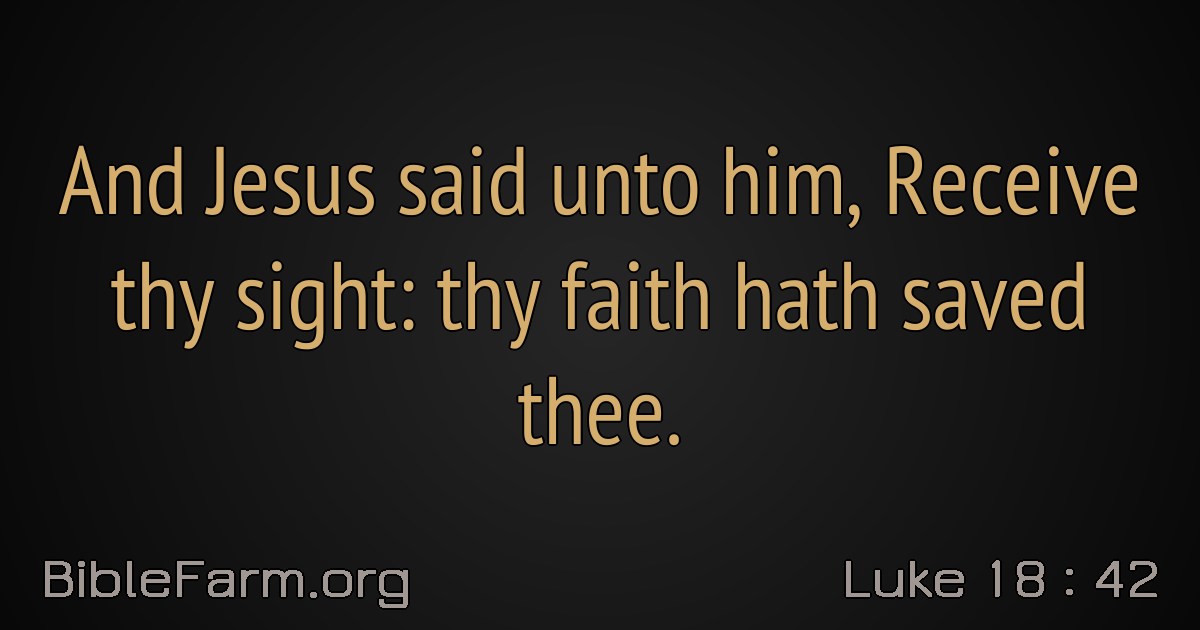 And Jesus said unto him, Receive
thy sight: thy faith hath saved
thee.
BibleFarm.org
Luke 18 : 42